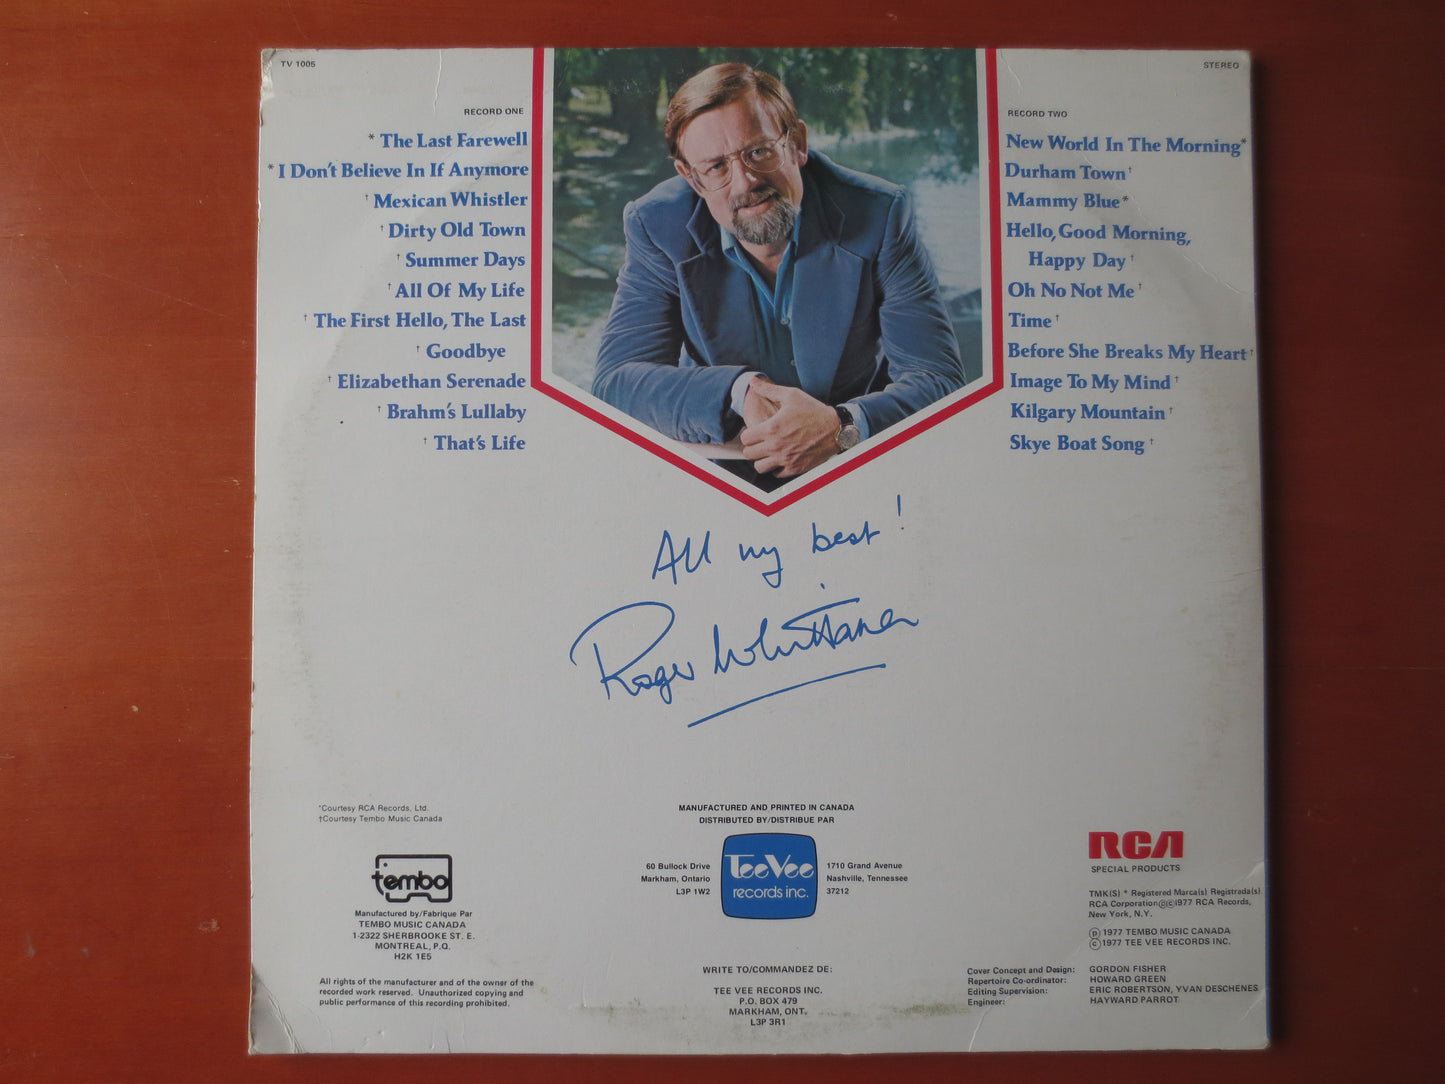 TV 1005
STEREO
RECORD ONE
* The Last Farewell
* I Don't Believe In If Anymore
† Mexican Whistler
† Dirty Old Town
† Summer Days
† All Of My Life
† The First Hello, The Last
† Goodbye
† Elizabethan Serenade
† Brahm's Lullaby
† That's Life
RECORD TWO
New World In The Morning*
Durham Town†
Mammy Blue*
Hello, Good Morning,
Happy Day†
Oh No Not Me†
Time†
Before She Breaks My Heart†
Image To My Mind†
Kilgary Mountain†
Skye Boat Song†
All my best!
Roger Whittaker
*Courtesy RCA Records, Ltd.
†Courtesy Tembo Music Canada
tembo
Manufactured by/Fabrique Par
TEMBO MUSIC CANADA
1-2322 SHERBROOKE ST. E.
MONTREAL, P.Q.
H2K 1E5
All rights of the manufacturer and of the owner of the
recorded work reserved. Unauthorized copying and
public performance of this recording prohibited.
MANUFACTURED AND PRINTED IN CANADA
DISTRIBUTED BY/DISTRIBUE PAR
60 Bullock Drive
Markham, Ontario
L3P 1W2
TeeVee
records inc.
1710 Grand Avenue
Nashville, Tennessee
37212
WRITE TO/COMMANDEZ DE:
TEE VEE RECORDS INC.
P.O. BOX 479
MARKHAM, ONT.
L3P 3R1
RCA
SPECIAL PRODUCTS
TMK(S) * Registered Marca(s) Registrada(s)
RCA Corporation ℗©1977 RCA Records,
New York, N.Y.
℗ 1977 TEMBO MUSIC CANADA
© 1977 TEE VEE RECORDS INC.
Cover Concept and Design: GORDON FISHER
Repertoire Co-ordinator: HOWARD GREEN
Editing Supervision: ERIC ROBERTSON, YVAN DESCHENES
Engineer: HAYWARD PARROT